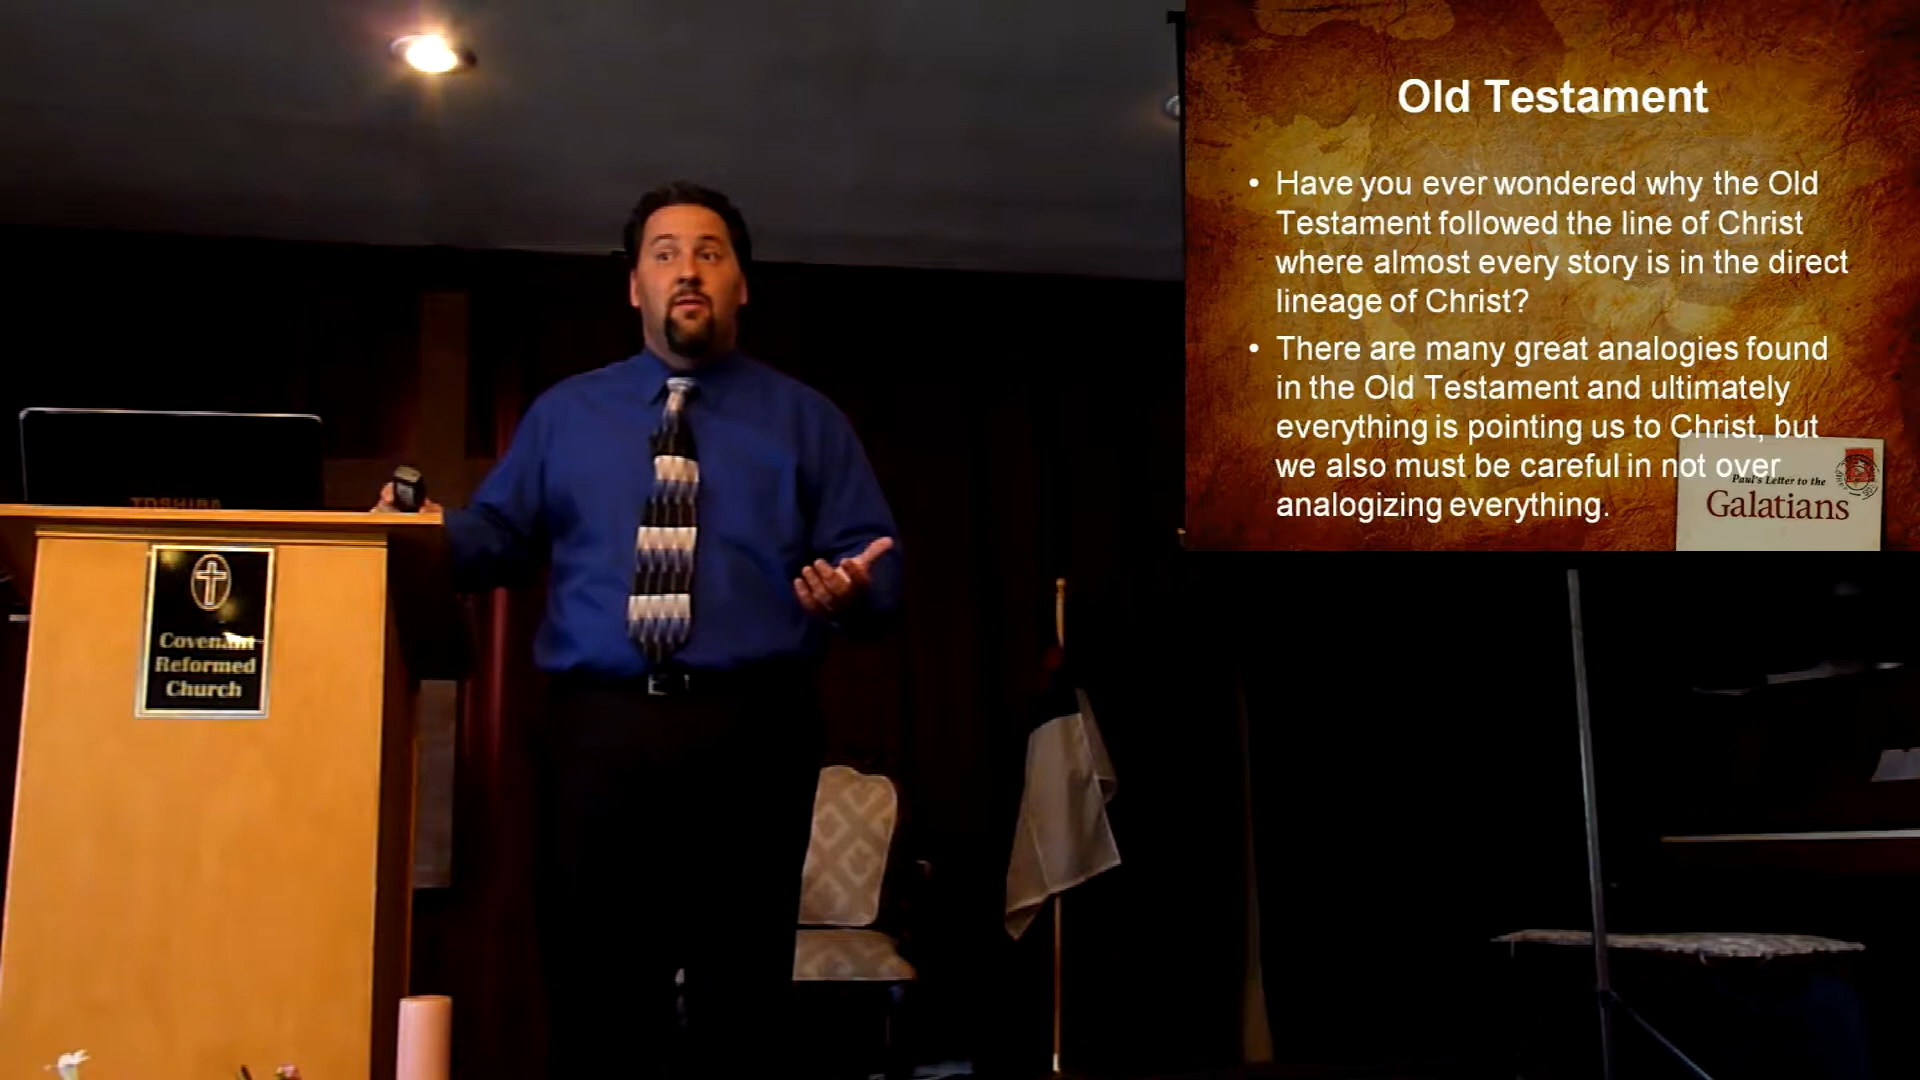 Old Testament
• Have you ever wondered why the Old
Testament followed the line of Christ
where almost every story is in the direct
lineage of Christ?
• There are many great analogies found
in the Old Testament and ultimately
everything is pointing us to Christ, but
we also must be careful in not over
analogizing everything.
Paul's Letter to the
Galatians
TOSHIBA
Covenant
Reformed
Church